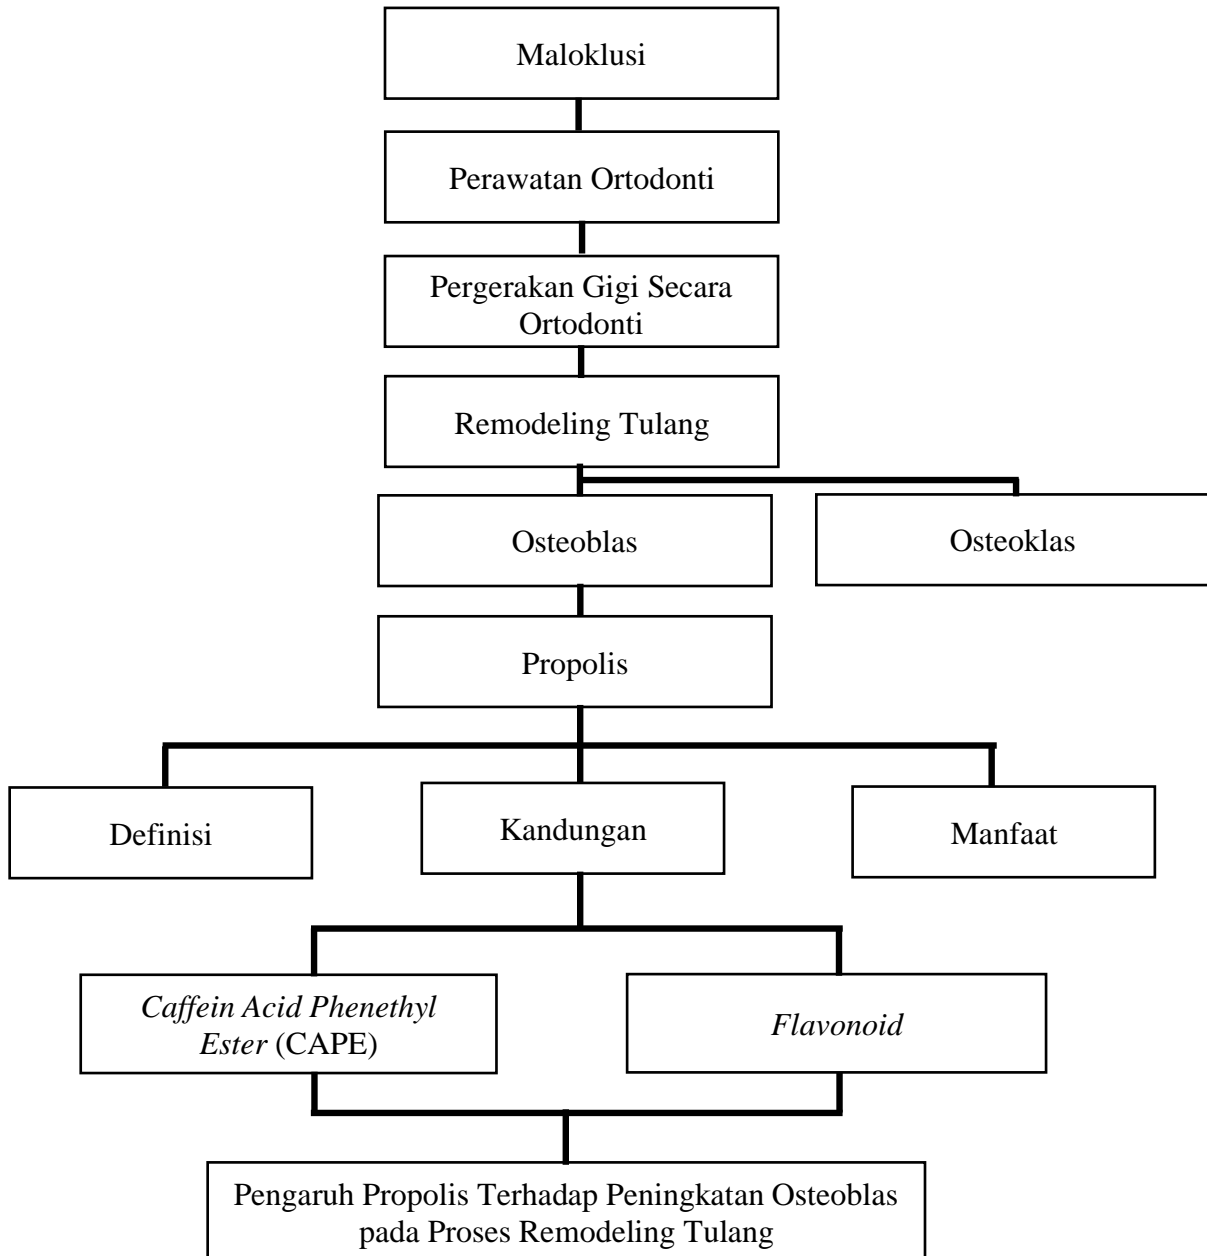 Maloklusi
Perawatan Ortodonti
Pergerakan Gigi Secara
Ortodonti
Remodeling Tulang
Osteoblas
Osteoklas
Propolis
Definisi
Kandungan
Manfaat
Caffein Acid Phenethyl
Ester (CAPE)
Flavonoid
Pengaruh Propolis Terhadap Peningkatan Osteoblas
pada Proses Remodeling Tulang